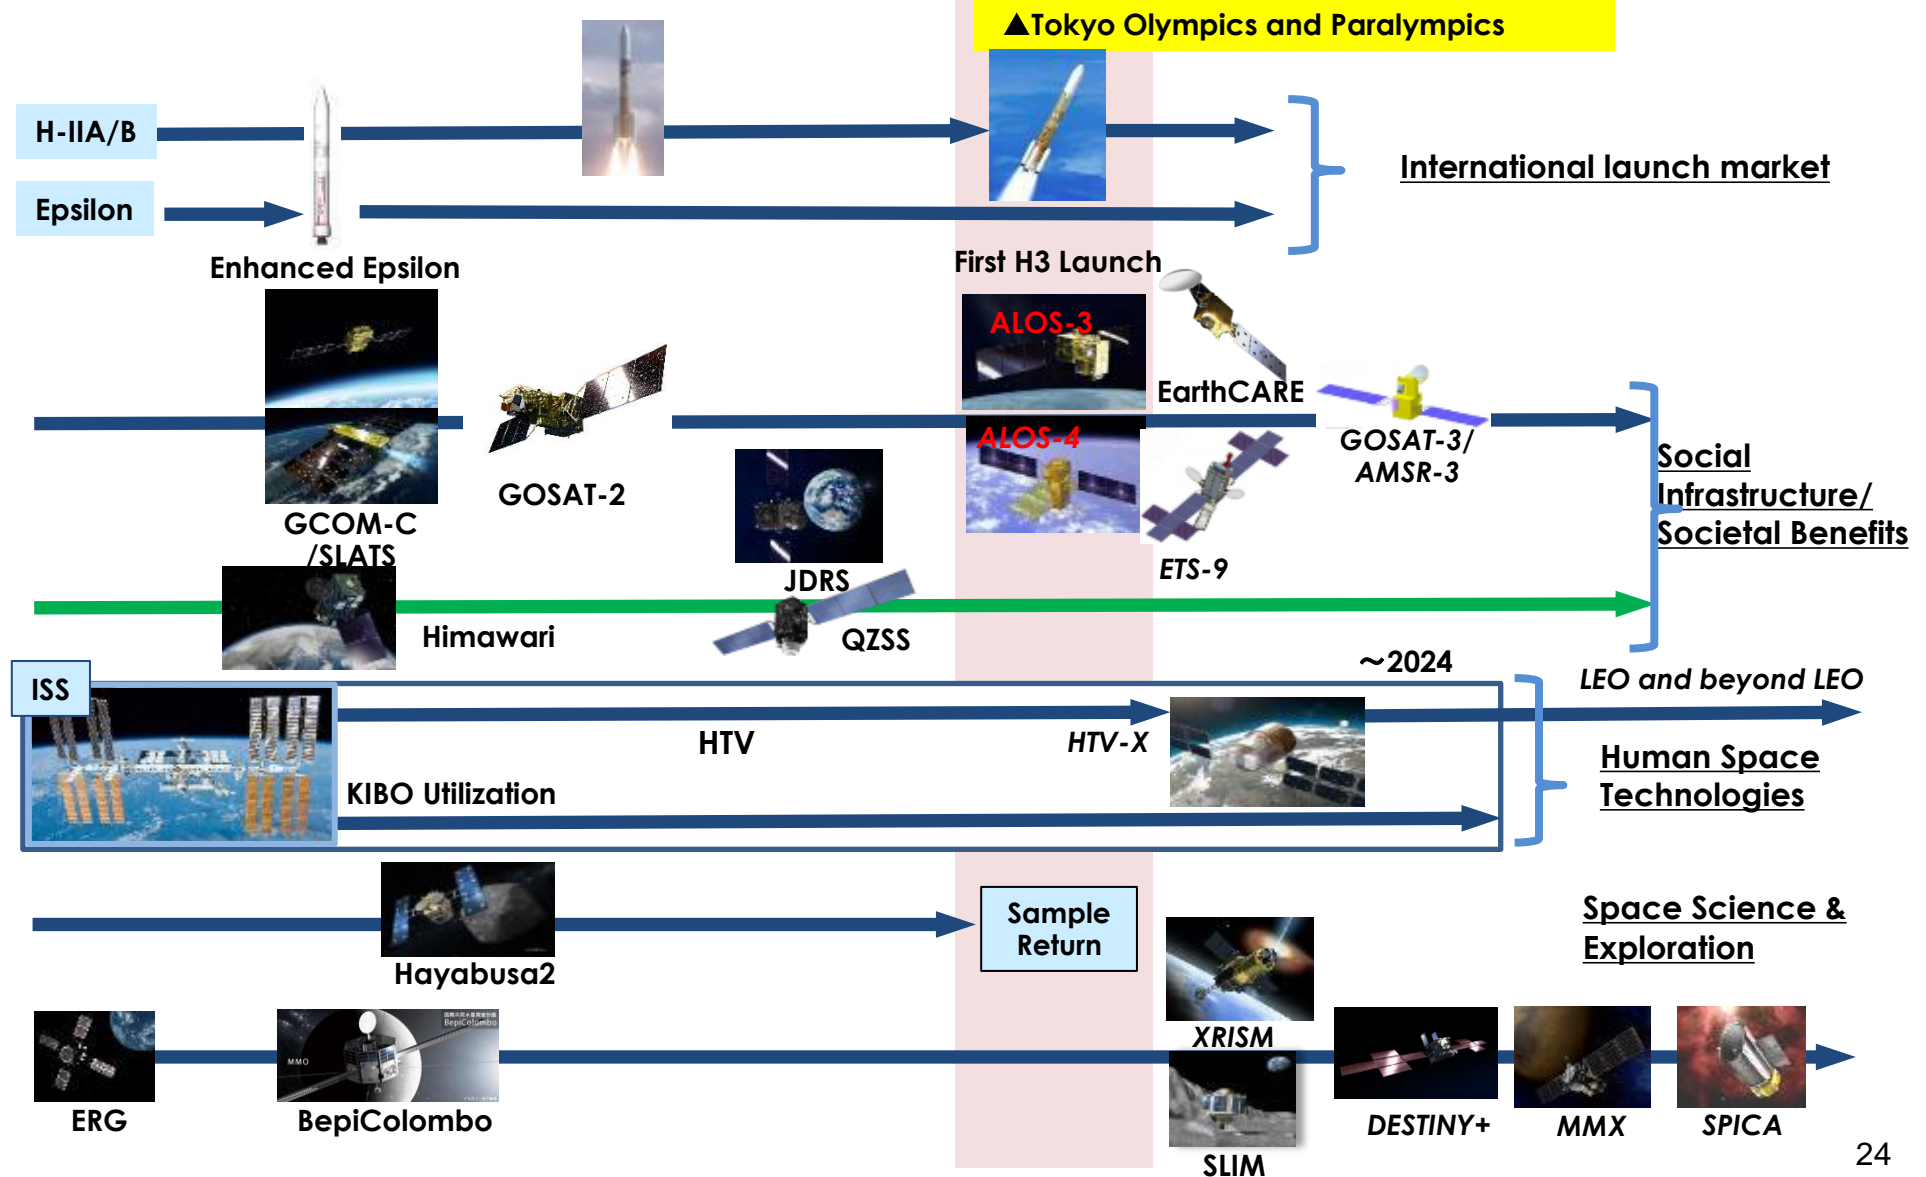 ▲Tokyo Olympics and Paralympics
H-IIA/B
International launch market
Epsilon
Enhanced Epsilon
First H3 Launch
ALOS-3
EarthCARE
ALOS-4
GOSAT-3/
AMSR-3
GOSAT-2
Social
Infrastructure/
Societal Benefits
GCOM-C
/SLATS
JDRS
ETS-9
Himawari
QZSS
~2024
ISS
LEO and beyond LEO
HTV
HTV-X
Human Space
Technologies
KIBO Utilization
Sample
Return
Space Science &
Exploration
Hayabusa2
BepiColombo
MMO
XRISM
ERG
BepiColombo
DESTINY+
MMX
SPICA
SLIM
24